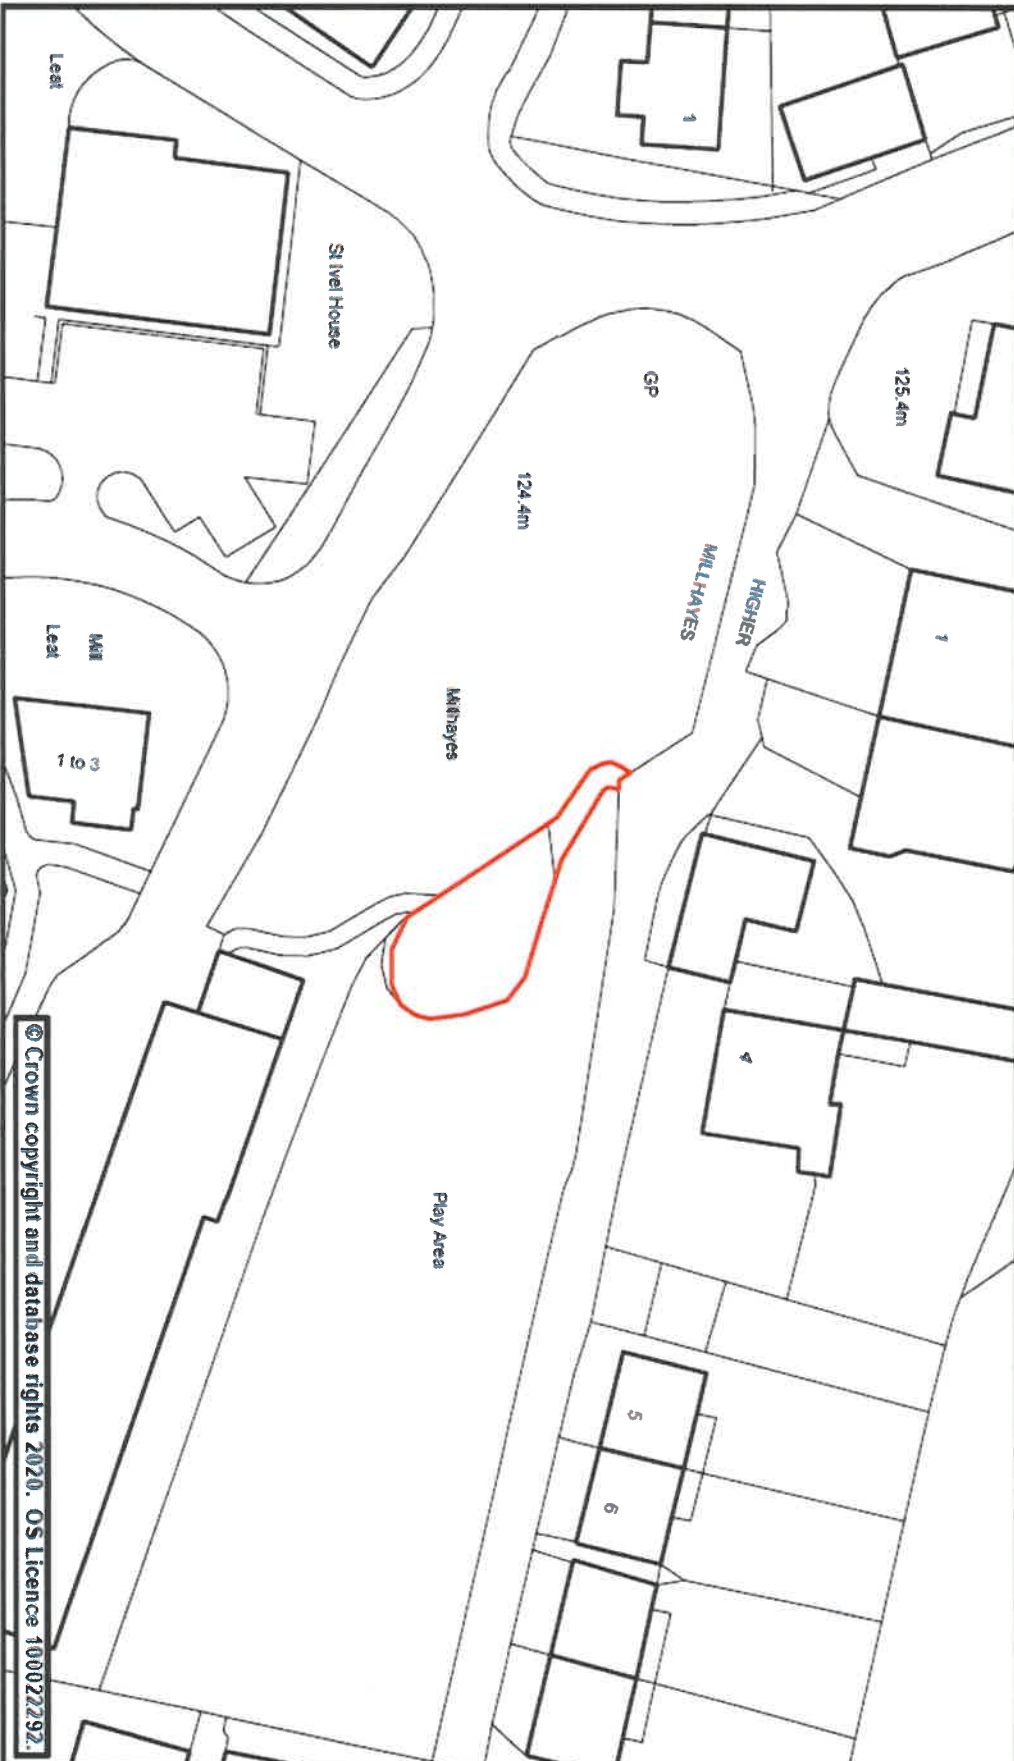 1
125.4m
GP
St Ivel House
Leat
124.4m
HIGHER
MILLHAYES
1
Millhayes
Mill
Leat
1 to 3
4
Play Area
5
6
© Crown copyright and database rights 2020. OS Licence 100022292.